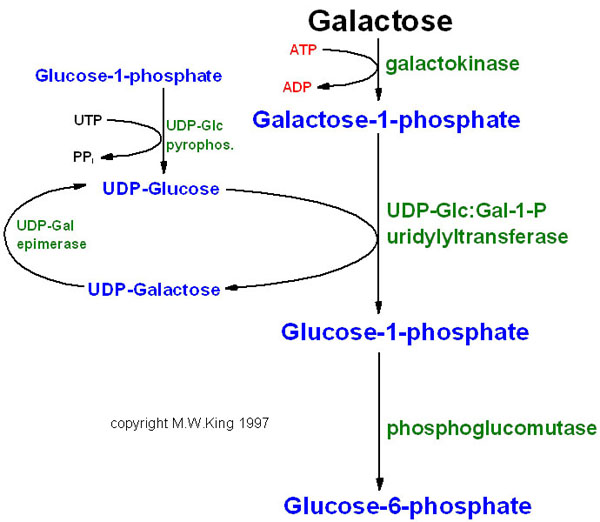 Galactose
ATP
galactokinase
ADP
Glucose-1-phosphate
Galactose-1-phosphate
UTP
UDP-Glc
pyrophos.
PPi
UDP-Glucose
UDP-Glc:Gal-1-P
uridylyltransferase
UDP-Gal
epimerase
UDP-Galactose
Glucose-1-phosphate
copyright M.W.King 1997
phosphoglucomutase
Glucose-6-phosphate